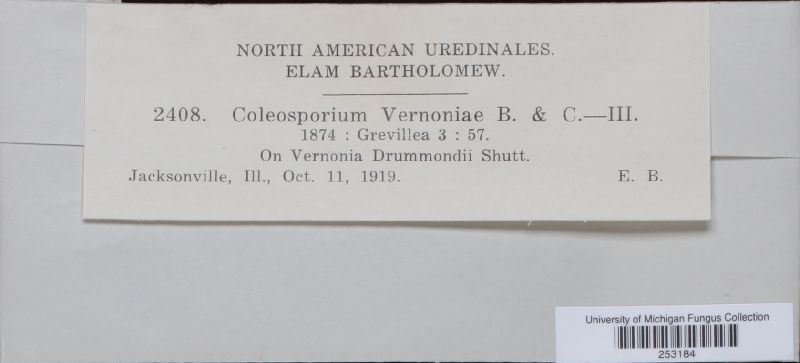 NORTH AMERICAN UREDINALES.
ELAM BARTHOLOMEW.
2408. Coleosporium Vernoniae B. & C.—III.
1874 : Grevillea 3 : 57.
On Vernonia Drummondii Shutt.
Jacksonville, Ill., Oct. 11, 1919. E. B.
University of Michigan Fungus Collection
253184